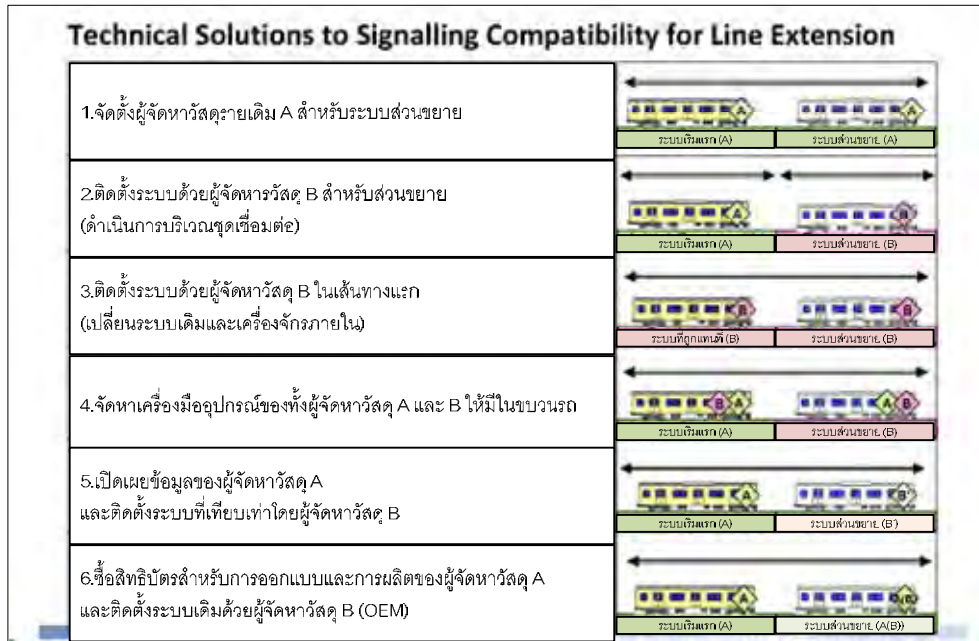 Technical Solutions to Signalling Compatibility for Line Extension
1.จัดตั้งผู้จัดหาวัสดุรายเดิม A สำหรับระบบส่วนขยาย
A
A
ระบบเริ่มแรก (A)
ระบบส่วนขยาย (A)
2.ติดตั้งระบบด้วยผู้จัดหารวัสดุ B สำหรับส่วนขยาย
(ดำเนินการบริเวณชุดเชื่อมต่อ)
A
B
ระบบเริ่มแรก (A)
ระบบส่วนขยาย (B)
3.ติดตั้งระบบด้วยผู้จัดหาวัสดุ B ในเส้นทางแรก
(เปลี่ยนระบบเดิมและเครื่องจักรภายใน)
B
B
ระบบที่ถูกแทนที่ (B)
ระบบส่วนขยาย (B)
4.จัดหาเครื่องมืออุปกรณ์ของทั้งผู้จัดหาวัสดุ A และ B ให้มีในขบวนรถ
B A
A B
ระบบเริ่มแรก (A)
ระบบส่วนขยาย (B)
5.เปิดเผยข้อมูลของผู้จัดหาวัสดุ A
และติดตั้งระบบที่เทียบเท่าโดยผู้จัดหาวัสดุ B
A
B'
ระบบเริ่มแรก (A)
ระบบส่วนขยาย (B')
6.ซื้อสิทธิบัตรสำหรับการออกแบบและการผลิตของผู้จัดหาวัสดุ A
และติดตั้งระบบเดิมด้วยผู้จัดหาวัสดุ B (OEM)
A
A(B)
ระบบเริ่มแรก (A)
ระบบส่วนขยาย (A(B))